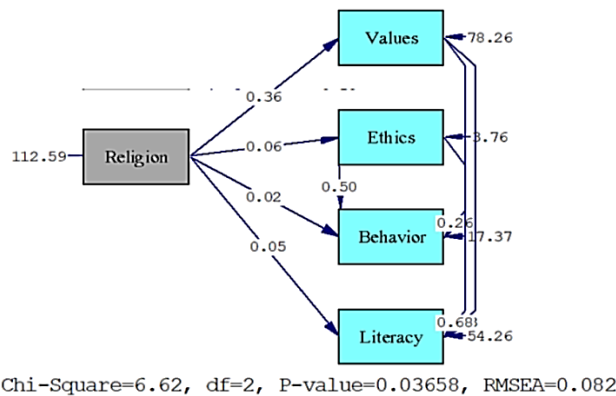 Values
78.26
0.36
Religion
112.59
0.06
Ethics
3.76
0.50
0.02
Behavior
0.26
17.37
0.05
Literacy
0.68
54.26
Chi-Square=6.62, df=2, P-value=0.03658, RMSEA=0.082